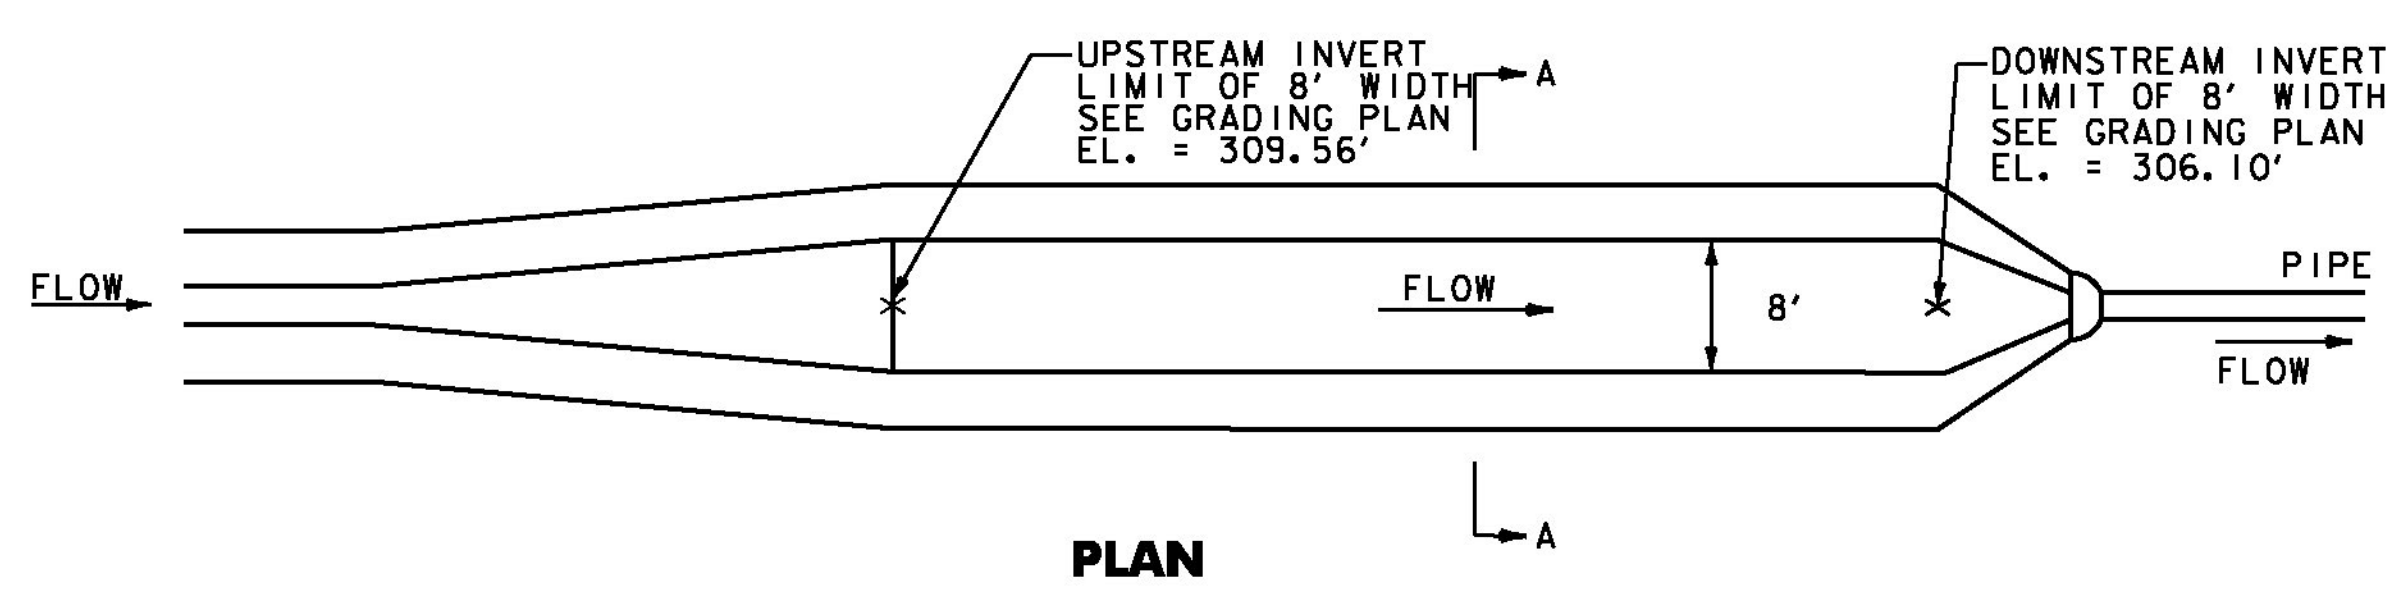 UPSTREAM INVERT
LIMIT OF 8' WIDTH
SEE GRADING PLAN
EL. = 309.56'
A
DOWNSTREAM INVERT
LIMIT OF 8' WIDTH
SEE GRADING PLAN
EL. = 306.10'
FLOW
FLOW
8'
PIPE
FLOW
A
PLAN